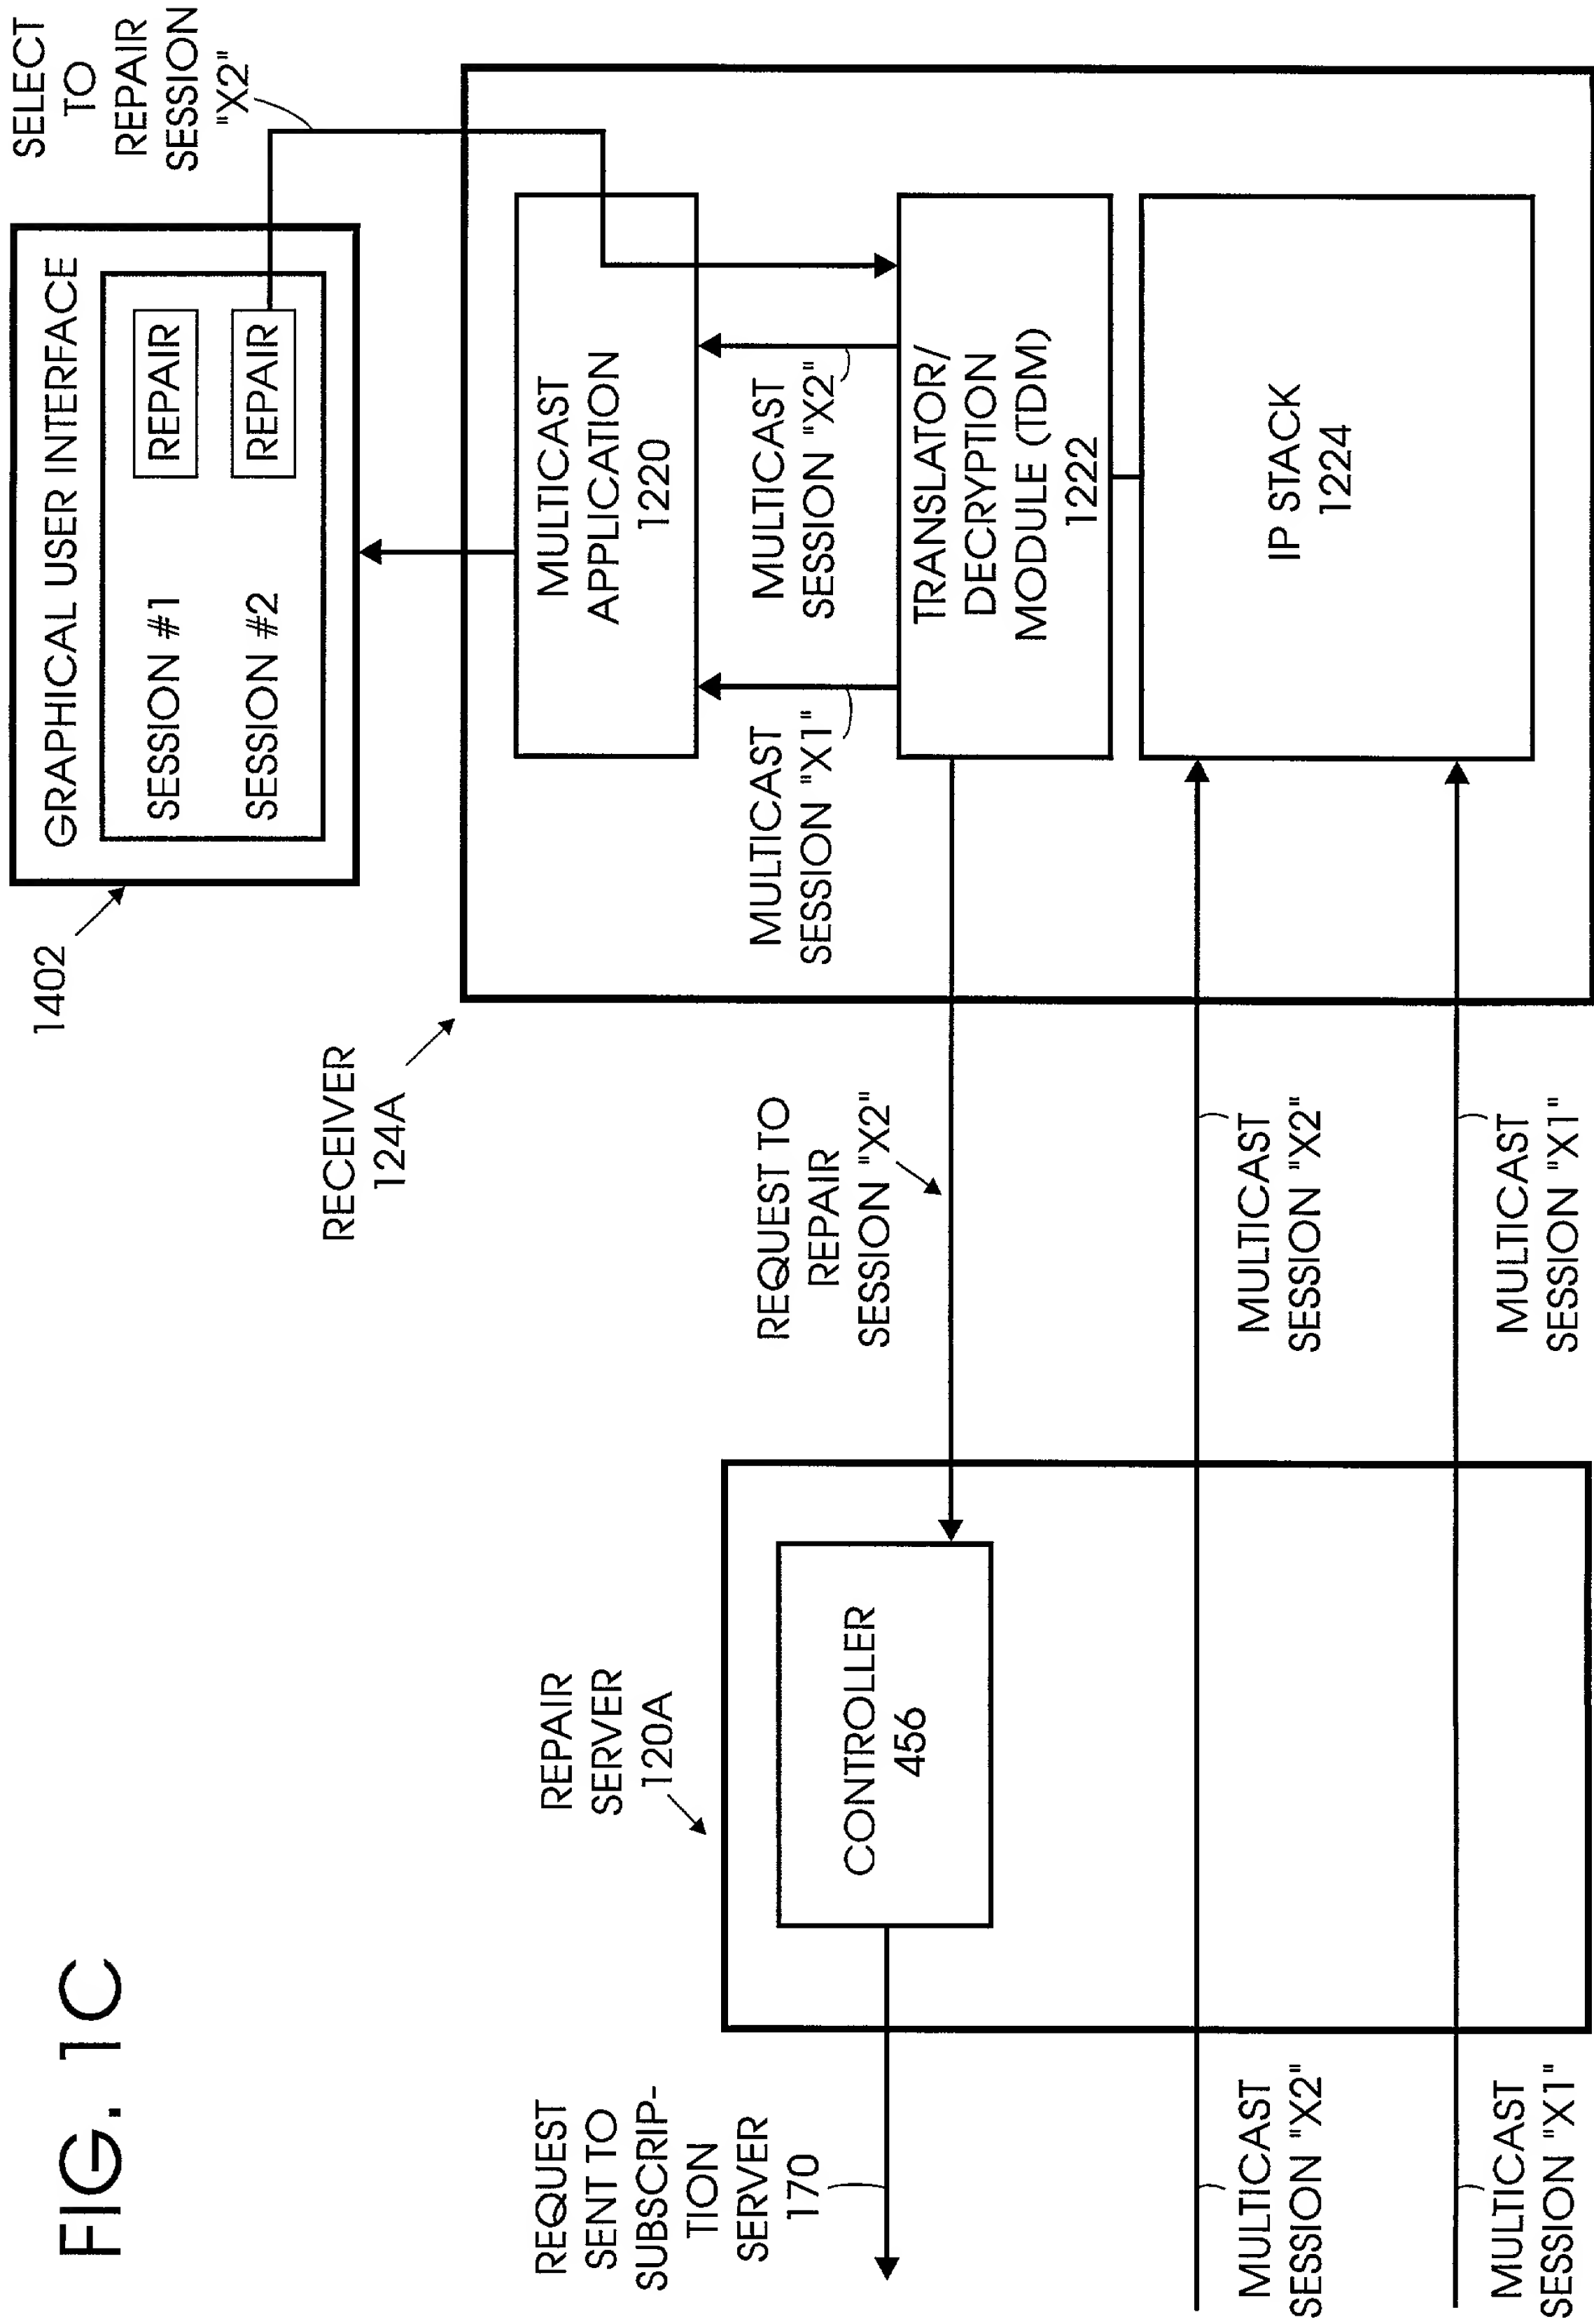 FIG. 1C
GRAPHICAL USER INTERFACE
SESSION #1
REPAIR
SESSION #2
REPAIR
SELECT
TO
REPAIR
SESSION
"X2"
1402
RECEIVER
124A
MULTICAST
APPLICATION
1220
MULTICAST
SESSION "X1"
MULTICAST
SESSION "X2"
TRANSLATOR/
DECRYPTION
MODULE (TDM)
1222
IP STACK
1224
REPAIR
SERVER
120A
CONTROLLER
456
REQUEST TO
REPAIR
SESSION "X2"
REQUEST
SENT TO
SUBSCRIP-
TION
SERVER
170
MULTICAST
SESSION "X2"
MULTICAST
SESSION "X2"
MULTICAST
SESSION "X1"
MULTICAST
SESSION "X1"